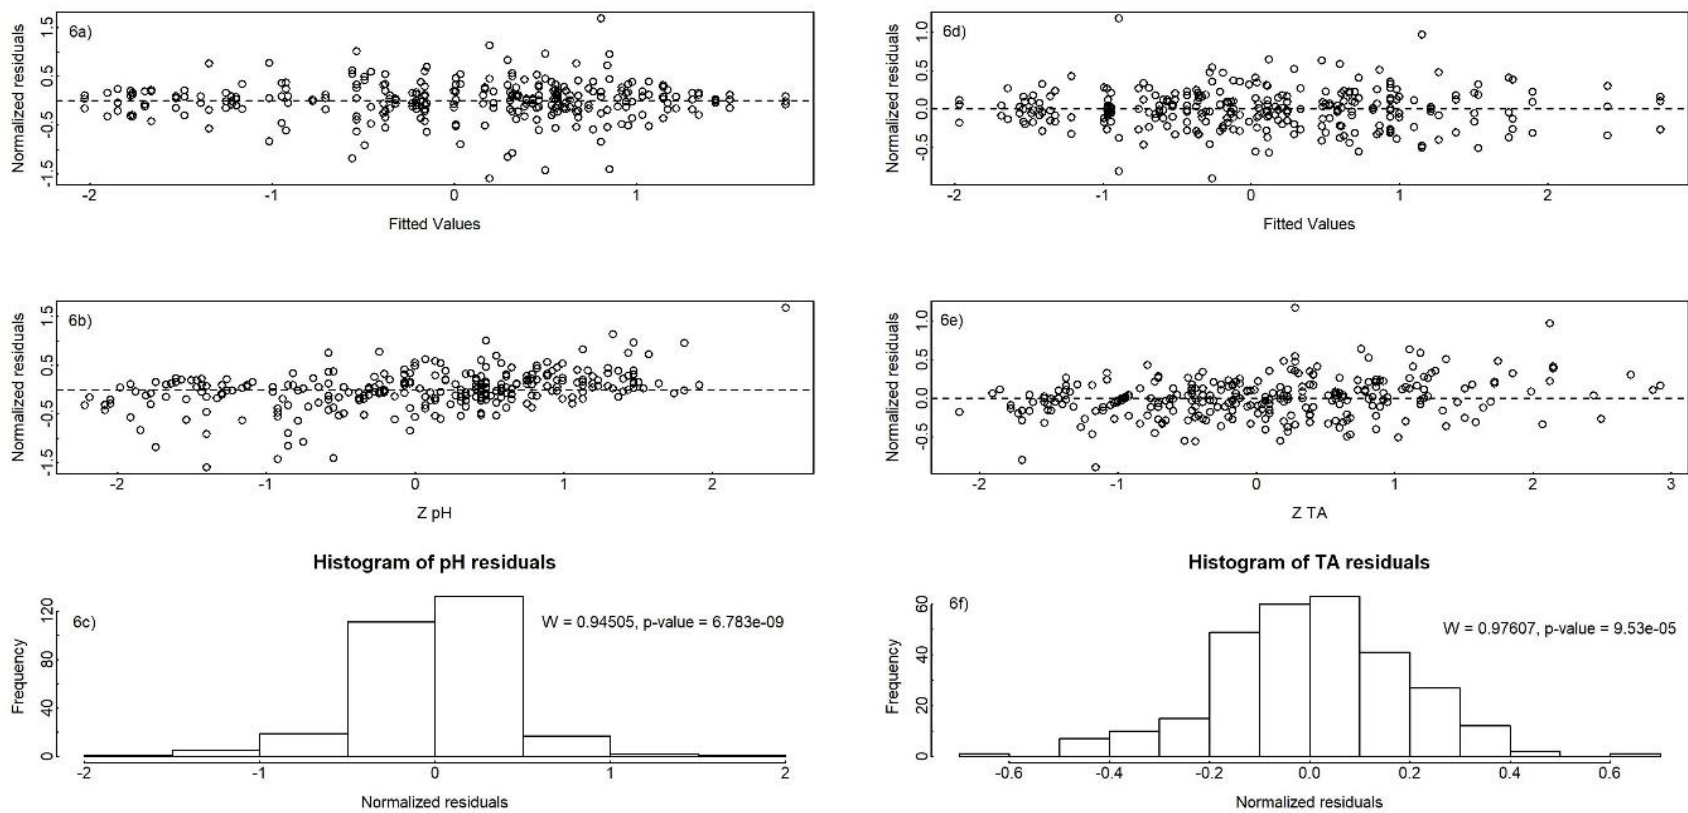 6a)
Normalized residuals
1.5
0.5
-0.5
-1.5
-2
-1
0
1
Fitted Values
6d)
Normalized residuals
1.0
0.5
0.0
-0.5
-2
-1
0
1
2
Fitted Values
6b)
Normalized residuals
1.5
0.5
-0.5
-1.5
-2
-1
0
1
2
Z pH
6e)
Normalized residuals
1.0
0.5
0.0
-0.5
-2
-1
0
1
2
3
Z TA
Histogram of pH residuals
6c)
W = 0.94505, p-value = 6.783e-09
Frequency
120
80
40
0
-2
-1
0
1
2
Normalized residuals
Histogram of TA residuals
6f)
W = 0.97607, p-value = 9.53e-05
Frequency
60
40
20
0
-0.6
-0.4
-0.2
0.0
0.2
0.4
0.6
Normalized residuals